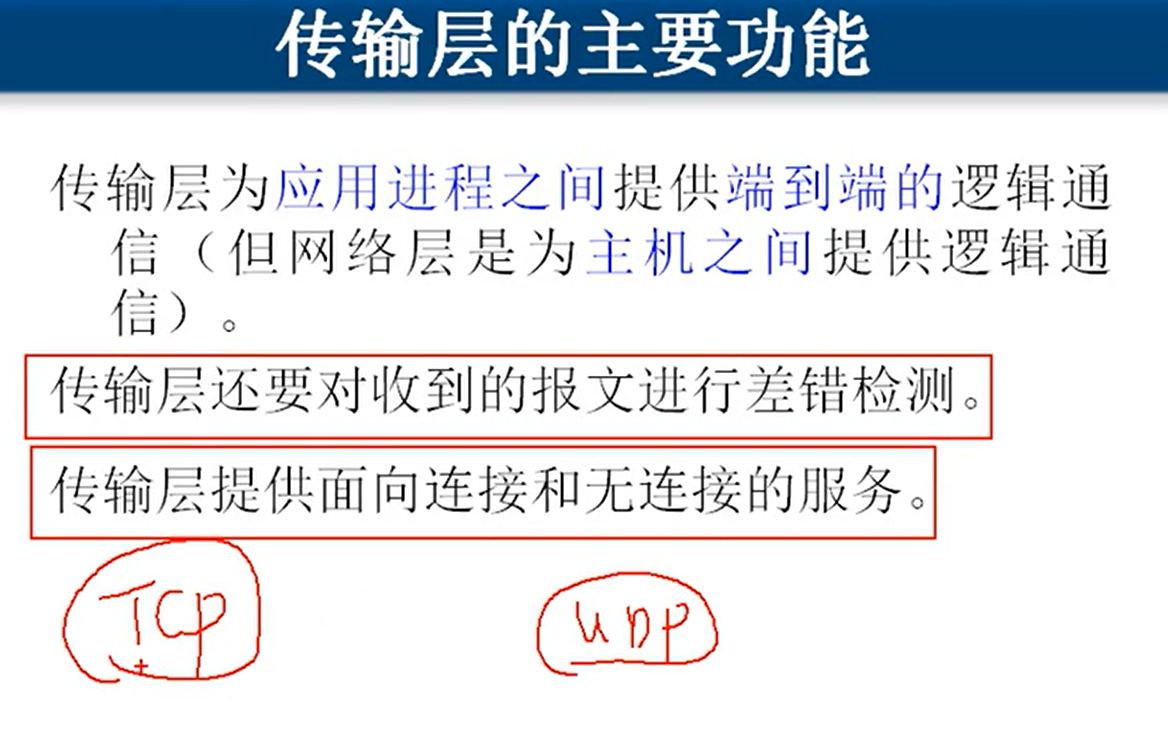 传输层的主要功能
传输层为应用进程之间提供端到端的逻辑通
信（但网络层是为主机之间提供逻辑通
信）。
传输层还要对收到的报文进行差错检测。
传输层提供面向连接和无连接的服务。
TCP UDP